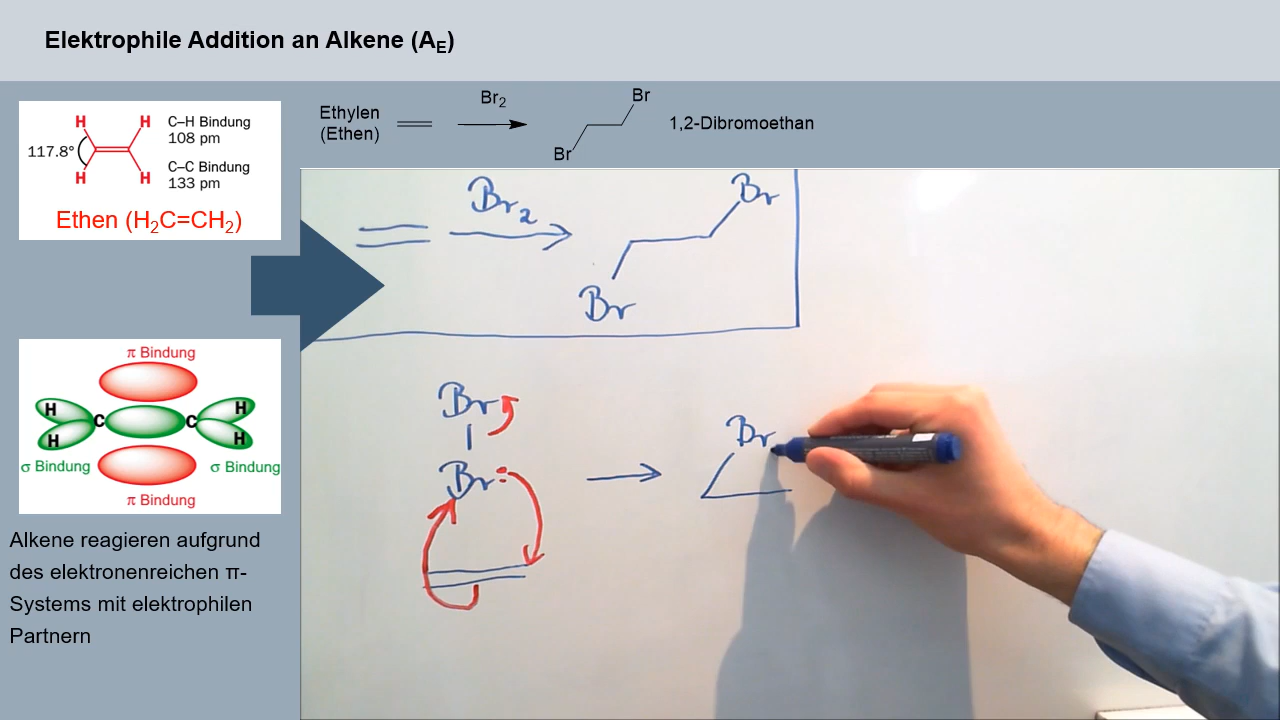 Elektrophile Addition an Alkene (A_E)
H H
117.8°
H H
C–H Bindung
108 pm
C–C Bindung
133 pm
Ethen (H₂C=CH₂)
Ethylen
(Ethen)
Br₂
Br
Br
1,2-Dibromoethan
Br₂
Br
Br
π Bindung
H C C H
H H
σ Bindung σ Bindung
π Bindung
Alkene reagieren aufgrund
des elektronenreichen π-
Systems mit elektrophilen
Partnern
Br
Br:
Br